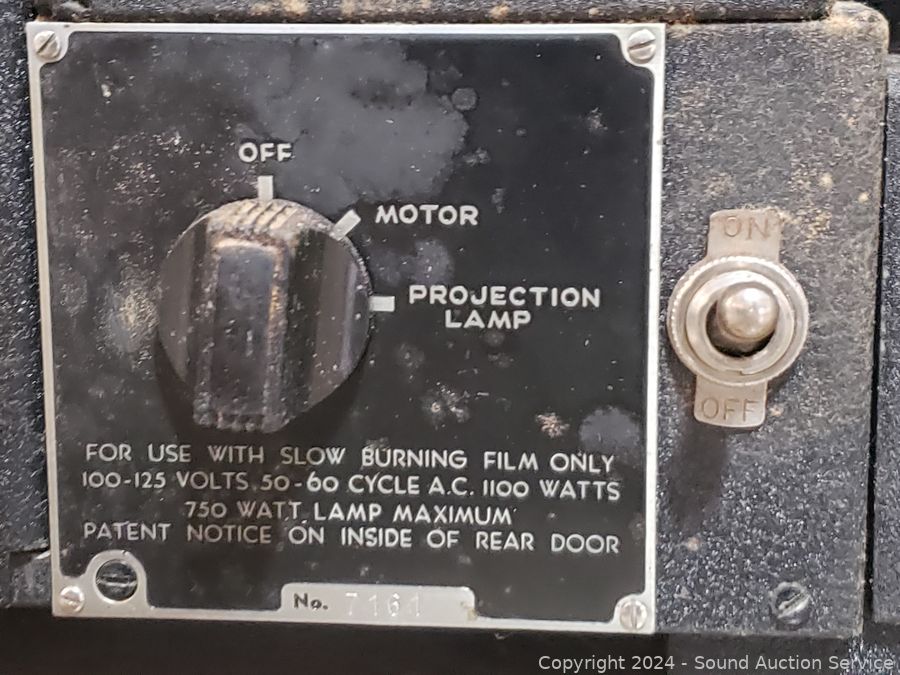 OFF
MOTOR
PROJECTION
LAMP
ON
OFF
FOR USE WITH SLOW BURNING FILM ONLY
100-125 VOLTS. 50-60 CYCLE A.C. 1100 WATTS
750 WATT LAMP MAXIMUM
PATENT NOTICE ON INSIDE OF REAR DOOR
No. 7161
Copyright 2024 - Sound Auction Service